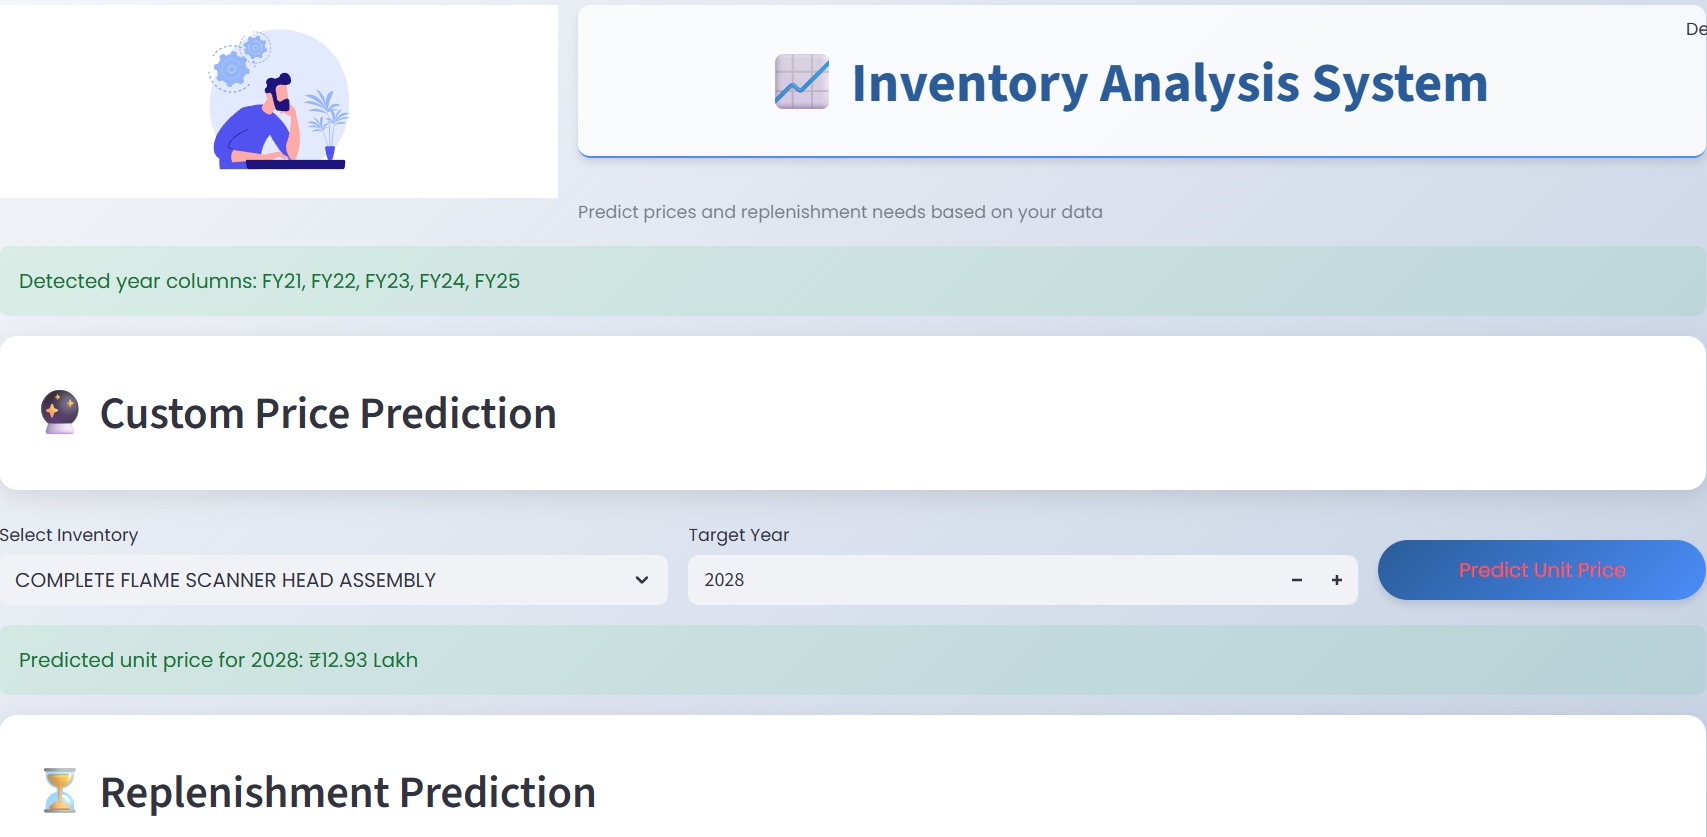 De
Inventory Analysis System
Predict prices and replenishment needs based on your data
Detected year columns: FY21, FY22, FY23, FY24, FY25
Custom Price Prediction
Select Inventory
Target Year
COMPLETE FLAME SCANNER HEAD ASSEMBLY
2028
Predict Unit Price
Predicted unit price for 2028: ₹12.93 Lakh
Replenishment Prediction